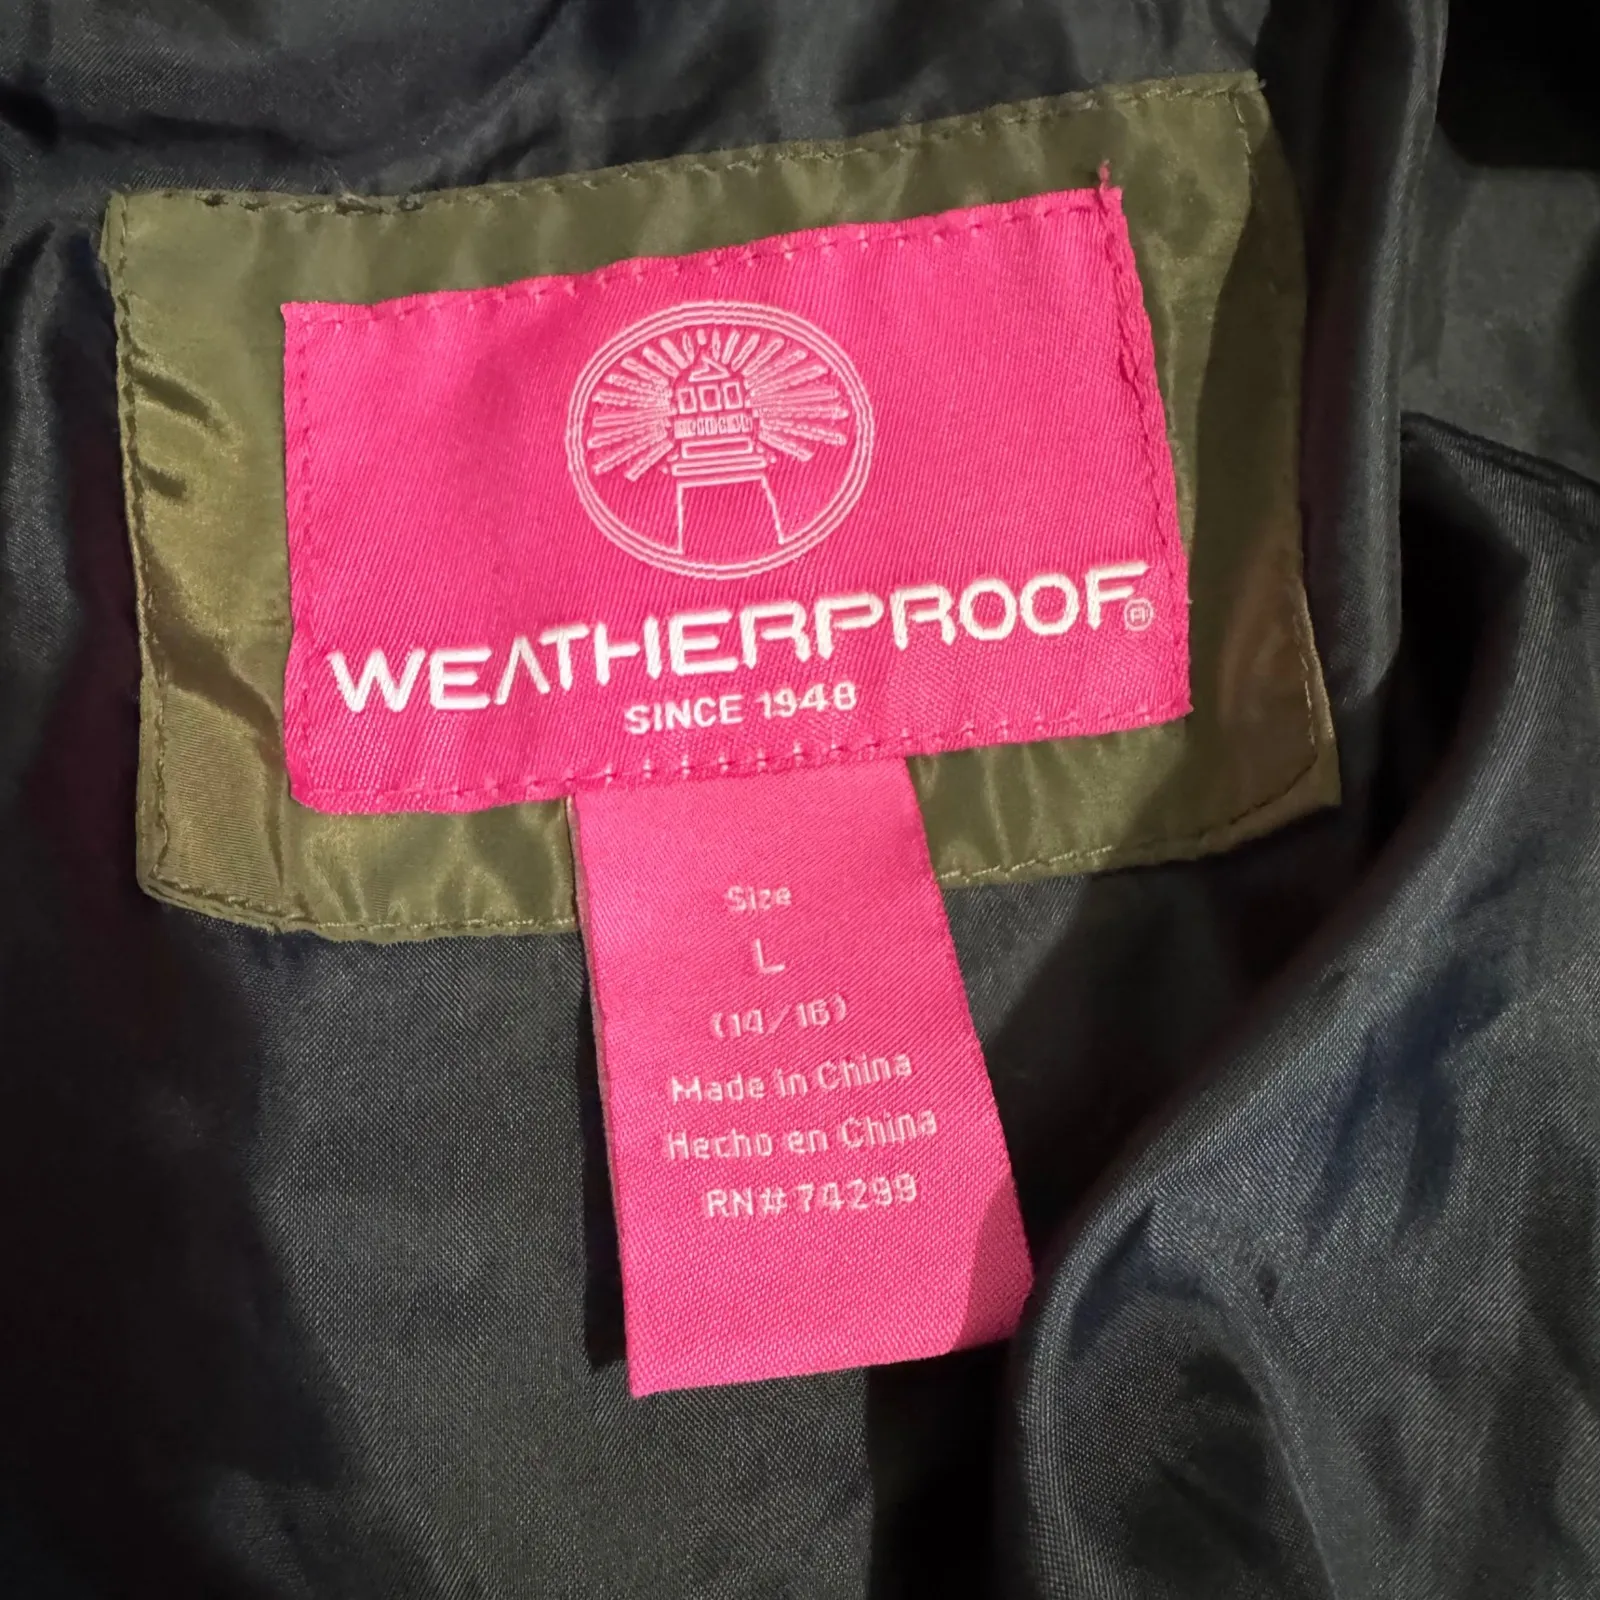 WEATHERPROOF®
SINCE 1948
Size
L
(14/16)
Made in China
Hecho en China
RN# 74299